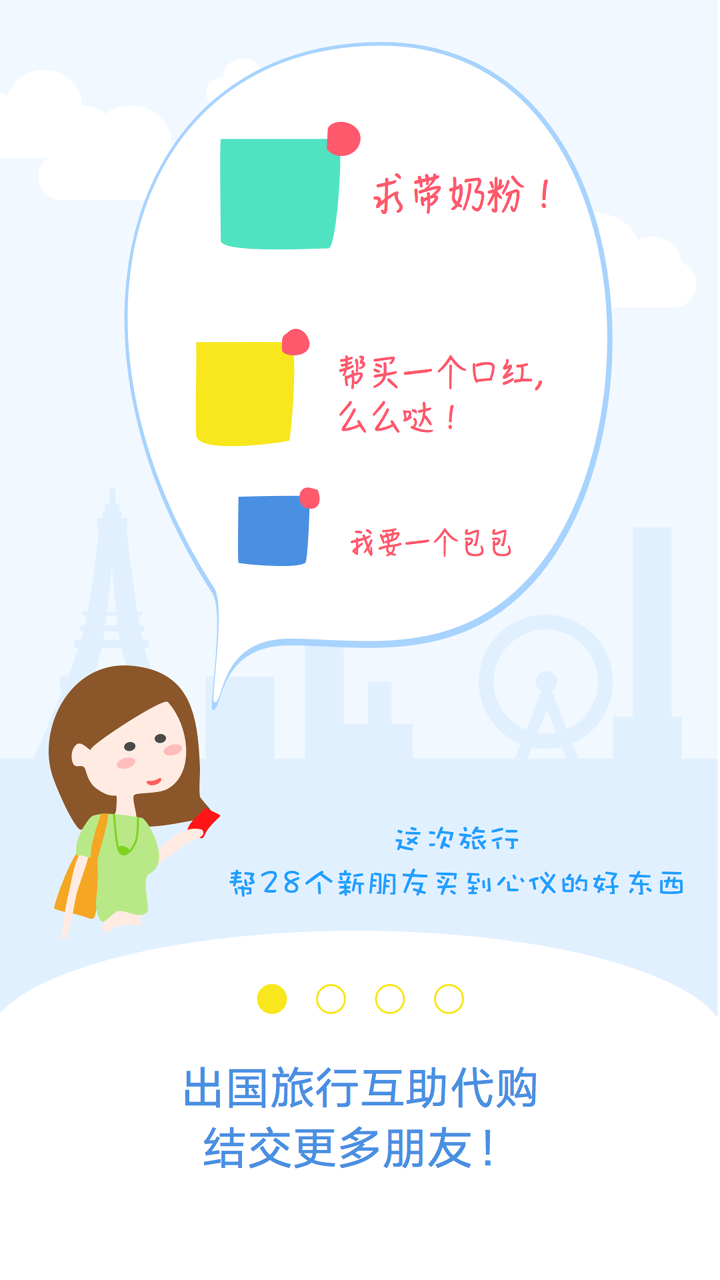 求带奶粉！
帮买一个口红,
么么哒！
我要一个包包
这次旅行
帮28个新朋友买到心仪的好东西
出国旅行互助代购
结交更多朋友！